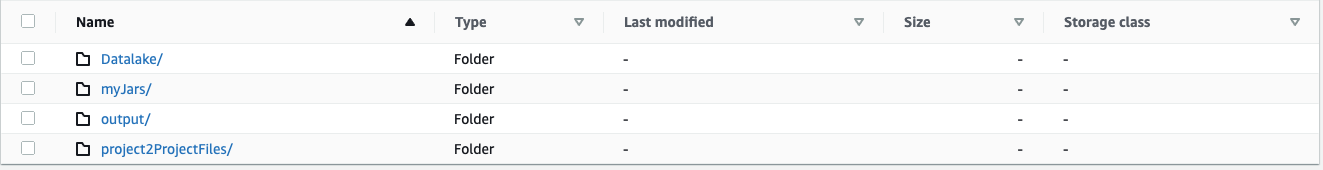 Name Type Last modified Size Storage class
Datalake/ Folder - - -
myJars/ Folder - - -
output/ Folder - - -
project2ProjectFiles/ Folder - - -